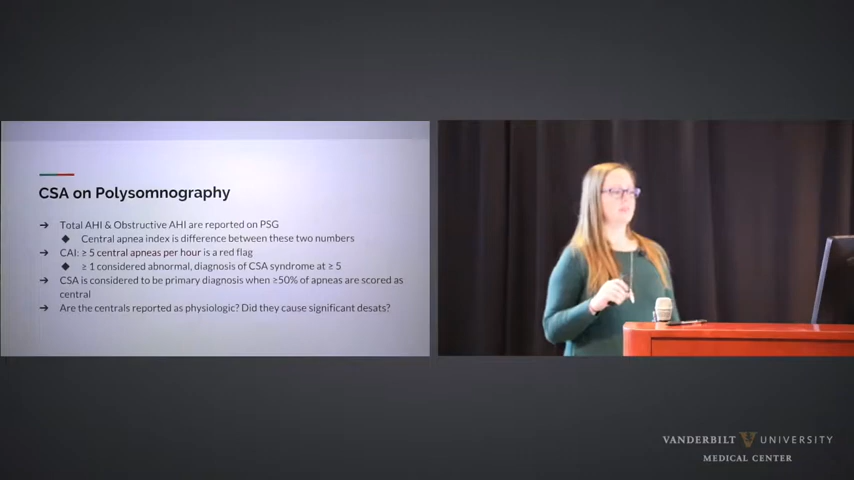 CSA on Polysomnography
➔ Total AHI & Obstructive AHI are reported on PSG
◆ Central apnea index is difference between these two numbers
➔ CAI: ≥ 5 central apneas per hour is a red flag
◆ ≥ 1 considered abnormal, diagnosis of CSA syndrome at ≥ 5
➔ CSA is considered to be primary diagnosis when ≥50% of apneas are scored as
central
➔ Are the centrals reported as physiologic? Did they cause significant desats?
VANDERBILT V UNIVERSITY
MEDICAL CENTER